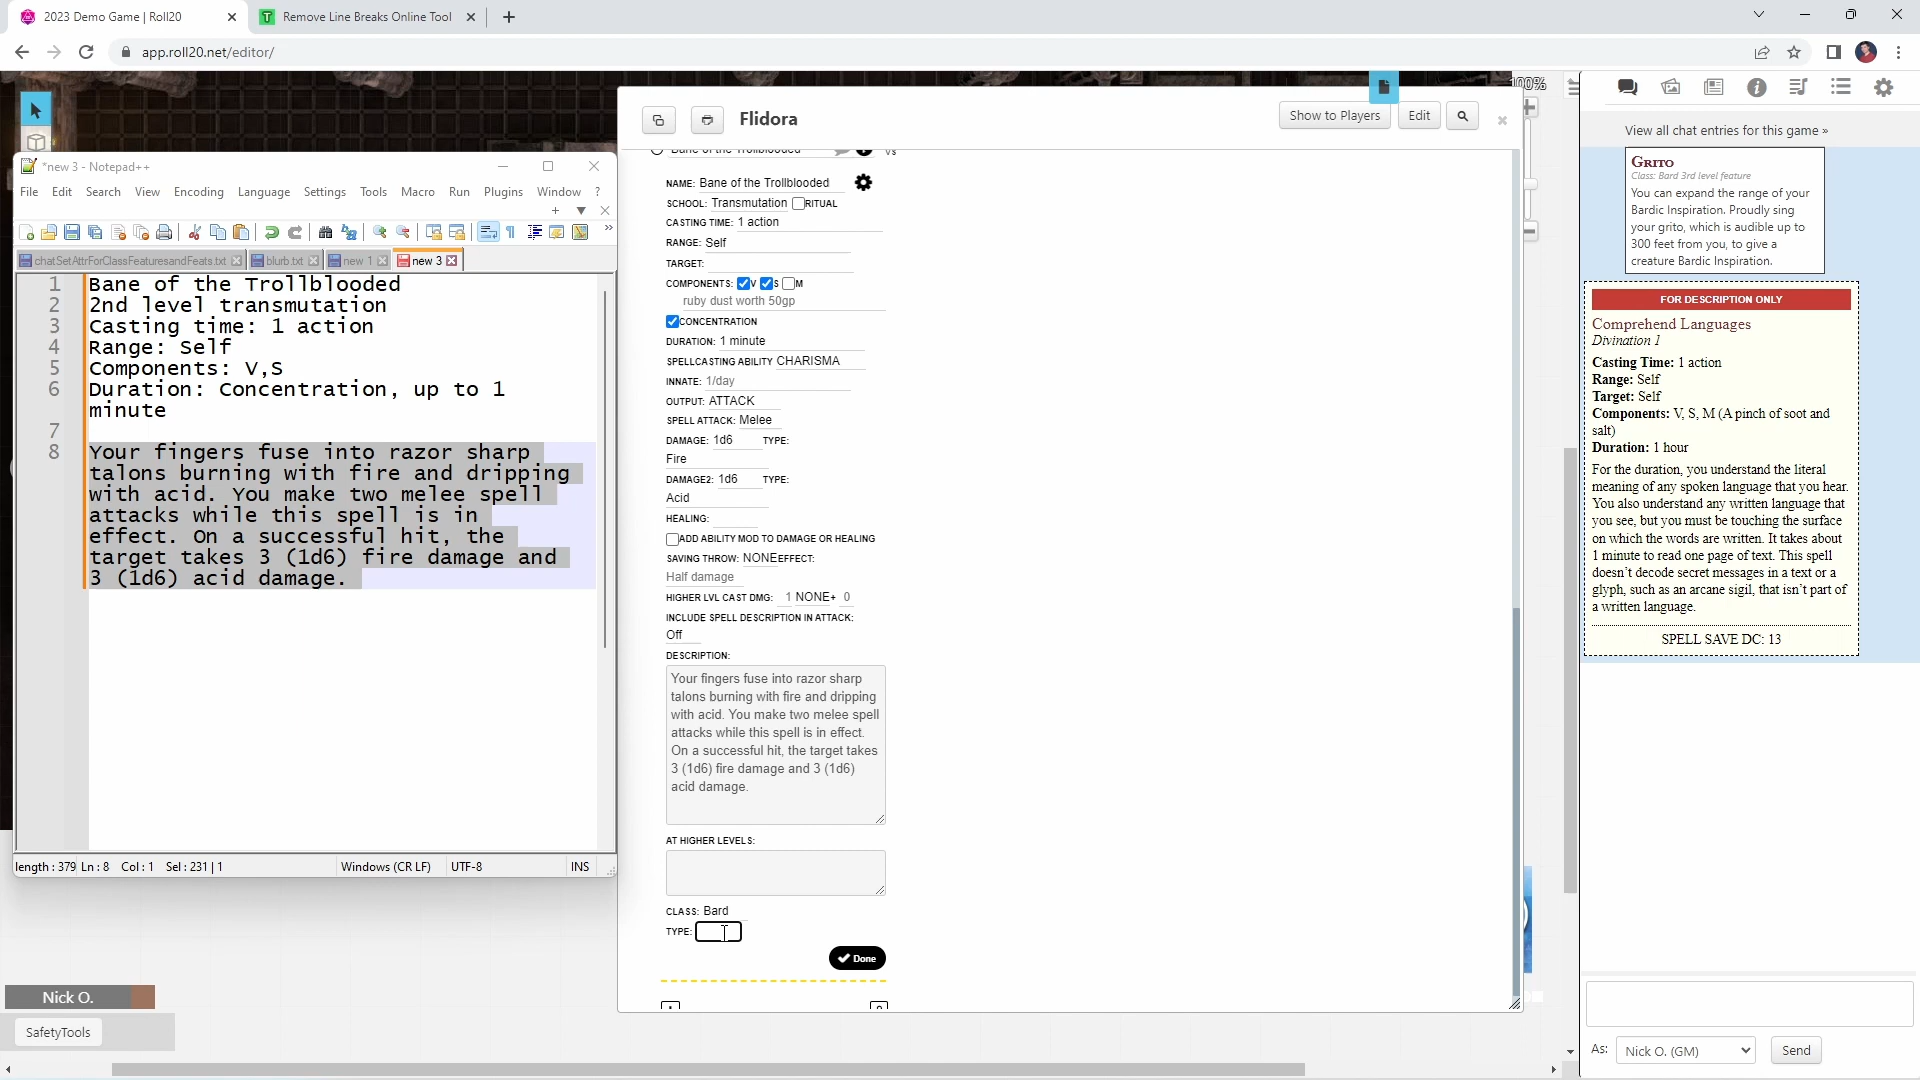 2023 Demo Game | Roll20
Remove Line Breaks Online Tool
app.roll20.net/editor/
100%
*new 3 - Notepad++
File Edit Search View Encoding Language Settings Tools Macro Run Plugins Window ?
chatSetAttrForClassFeaturesandFeats.txt
blurb.txt
new 1
new 3
1 Bane of the Trollblooded
2 2nd level transmutation
3 Casting time: 1 action
4 Range: Self
5 Components: V,S
6 Duration: Concentration, up to 1
minute
7
8 Your fingers fuse into razor sharp
talons burning with fire and dripping
with acid. You make two melee spell
attacks while this spell is in
effect. On a successful hit, the
target takes 3 (1d6) fire damage and
3 (1d6) acid damage.
length : 379 Ln : 8 Col : 1 Sel : 231 | 1
Windows (CR LF)
UTF-8
INS
Nick O.
SafetyTools
Flidora
Show to Players
Edit
Bane of the Trollblooded
VS
NAME: Bane of the Trollblooded
SCHOOL: Transmutation RITUAL
CASTING TIME: 1 action
RANGE: Self
TARGET:
COMPONENTS: V S M
ruby dust worth 50gp
CONCENTRATION
DURATION: 1 minute
SPELLCASTING ABILITY CHARISMA
INNATE: 1/day
OUTPUT: ATTACK
SPELL ATTACK: Melee
DAMAGE: 1d6 TYPE:
Fire
DAMAGE2: 1d6 TYPE:
Acid
HEALING:
ADD ABILITY MOD TO DAMAGE OR HEALING
SAVING THROW: NONE EFFECT:
Half damage
HIGHER LVL CAST DMG: 1 NONE + 0
INCLUDE SPELL DESCRIPTION IN ATTACK:
Off
DESCRIPTION:
Your fingers fuse into razor sharp
talons burning with fire and dripping
with acid. You make two melee spell
attacks while this spell is in effect.
On a successful hit, the target takes
3 (1d6) fire damage and 3 (1d6)
acid damage.
AT HIGHER LEVELS:
CLASS: Bard
TYPE:
Done
View all chat entries for this game »
GRITO
Class: Bard 3rd level feature
You can expand the range of your
Bardic Inspiration. Proudly sing
your grito, which is audible up to
300 feet from you, to give a
creature Bardic Inspiration.
FOR DESCRIPTION ONLY
Comprehend Languages
Divination 1
Casting Time: 1 action
Range: Self
Target: Self
Components: V, S, M (A pinch of soot and
salt)
Duration: 1 hour
For the duration, you understand the literal
meaning of any spoken language that you hear.
You also understand any written language that
you see, but you must be touching the surface
on which the words are written. It takes about
1 minute to read one page of text. This spell
doesn't decode secret messages in a text or a
glyph, such as an arcane sigil, that isn't part of
a written language.
SPELL SAVE DC: 13
As: Nick O. (GM)
Send